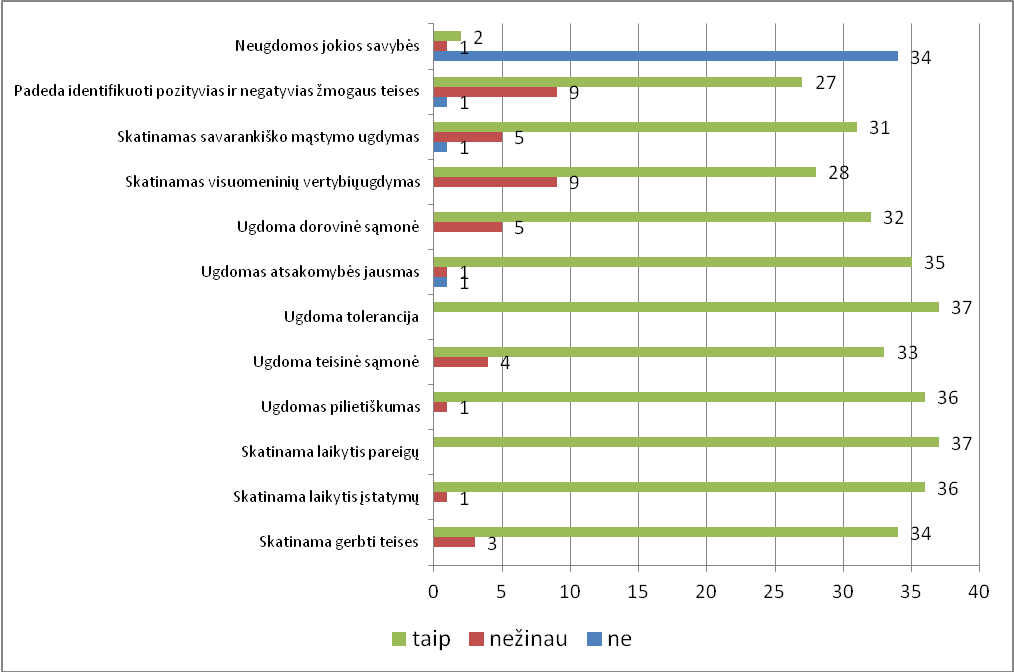 Neugdomos jokios savybės
2
1
34
Padeda identifikuoti pozityvias ir negatyvias žmogaus teises
27
9
1
Skatinamas savarankiško mąstymo ugdymas
31
5
1
Skatinamas visuomeninių vertybiųugdymas
28
9
Ugdoma dorovinė sąmonė
32
5
Ugdomas atsakomybės jausmas
35
1
1
Ugdoma tolerancija
37
Ugdoma teisinė sąmonė
33
4
Ugdomas pilietiškumas
36
1
Skatinama laikytis pareigų
37
Skatinama laikytis įstatymų
36
1
Skatinama gerbti teises
34
3
0 5 10 15 20 25 30 35 40
taip nežinau ne